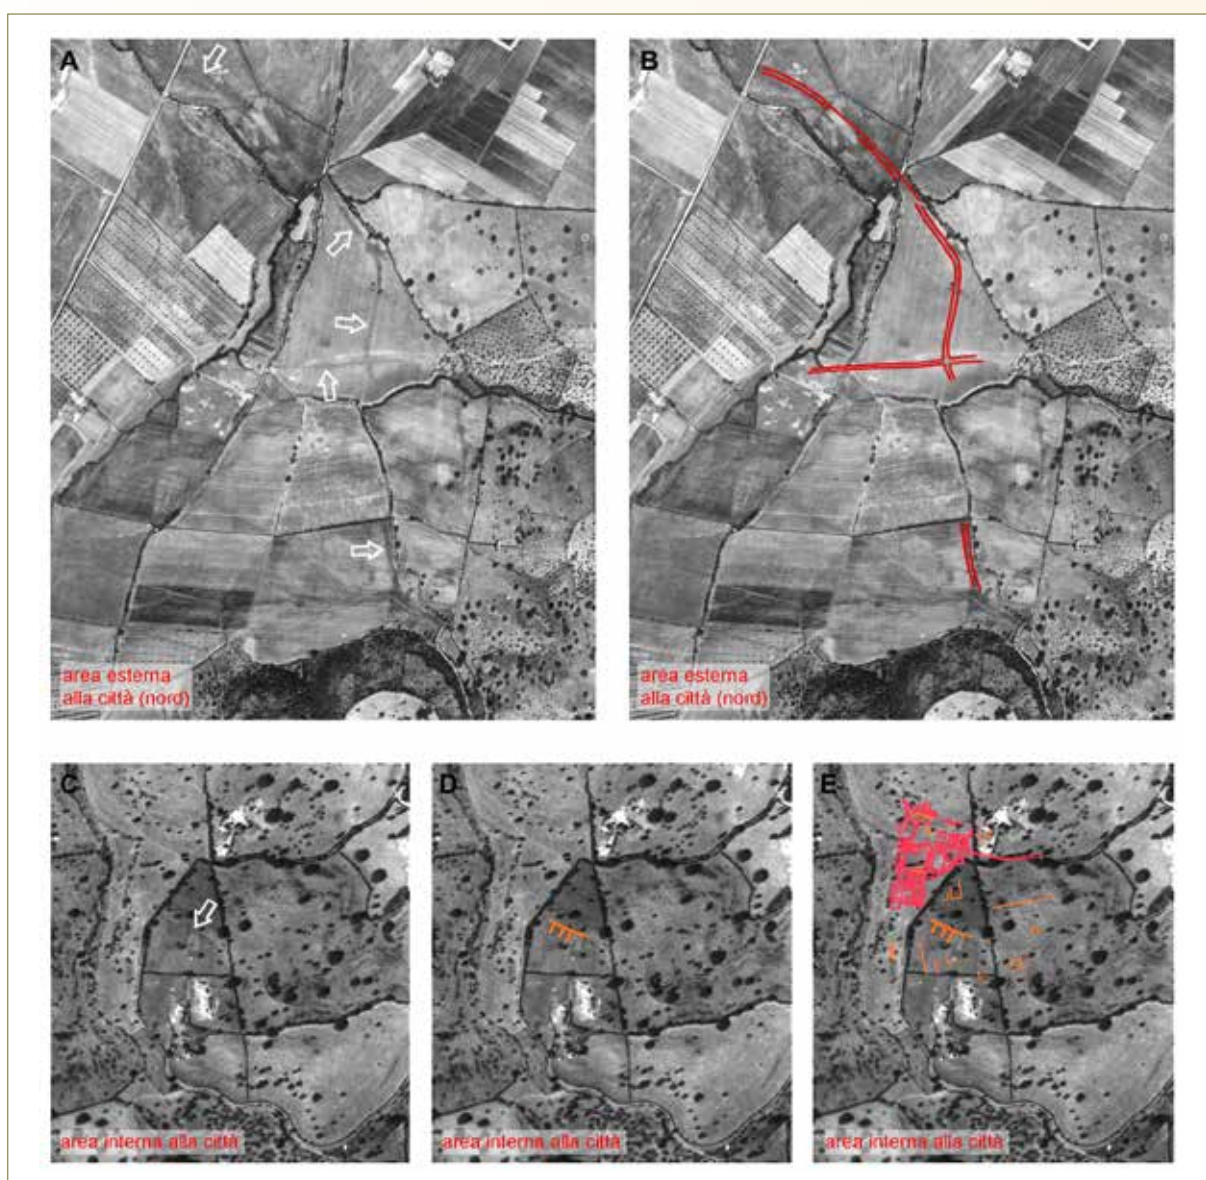 A
B
area esterna
alla città (nord)
area esterna
alla città (nord)
C
D
E
area interna alla città
area interna alla città
area interna alla città